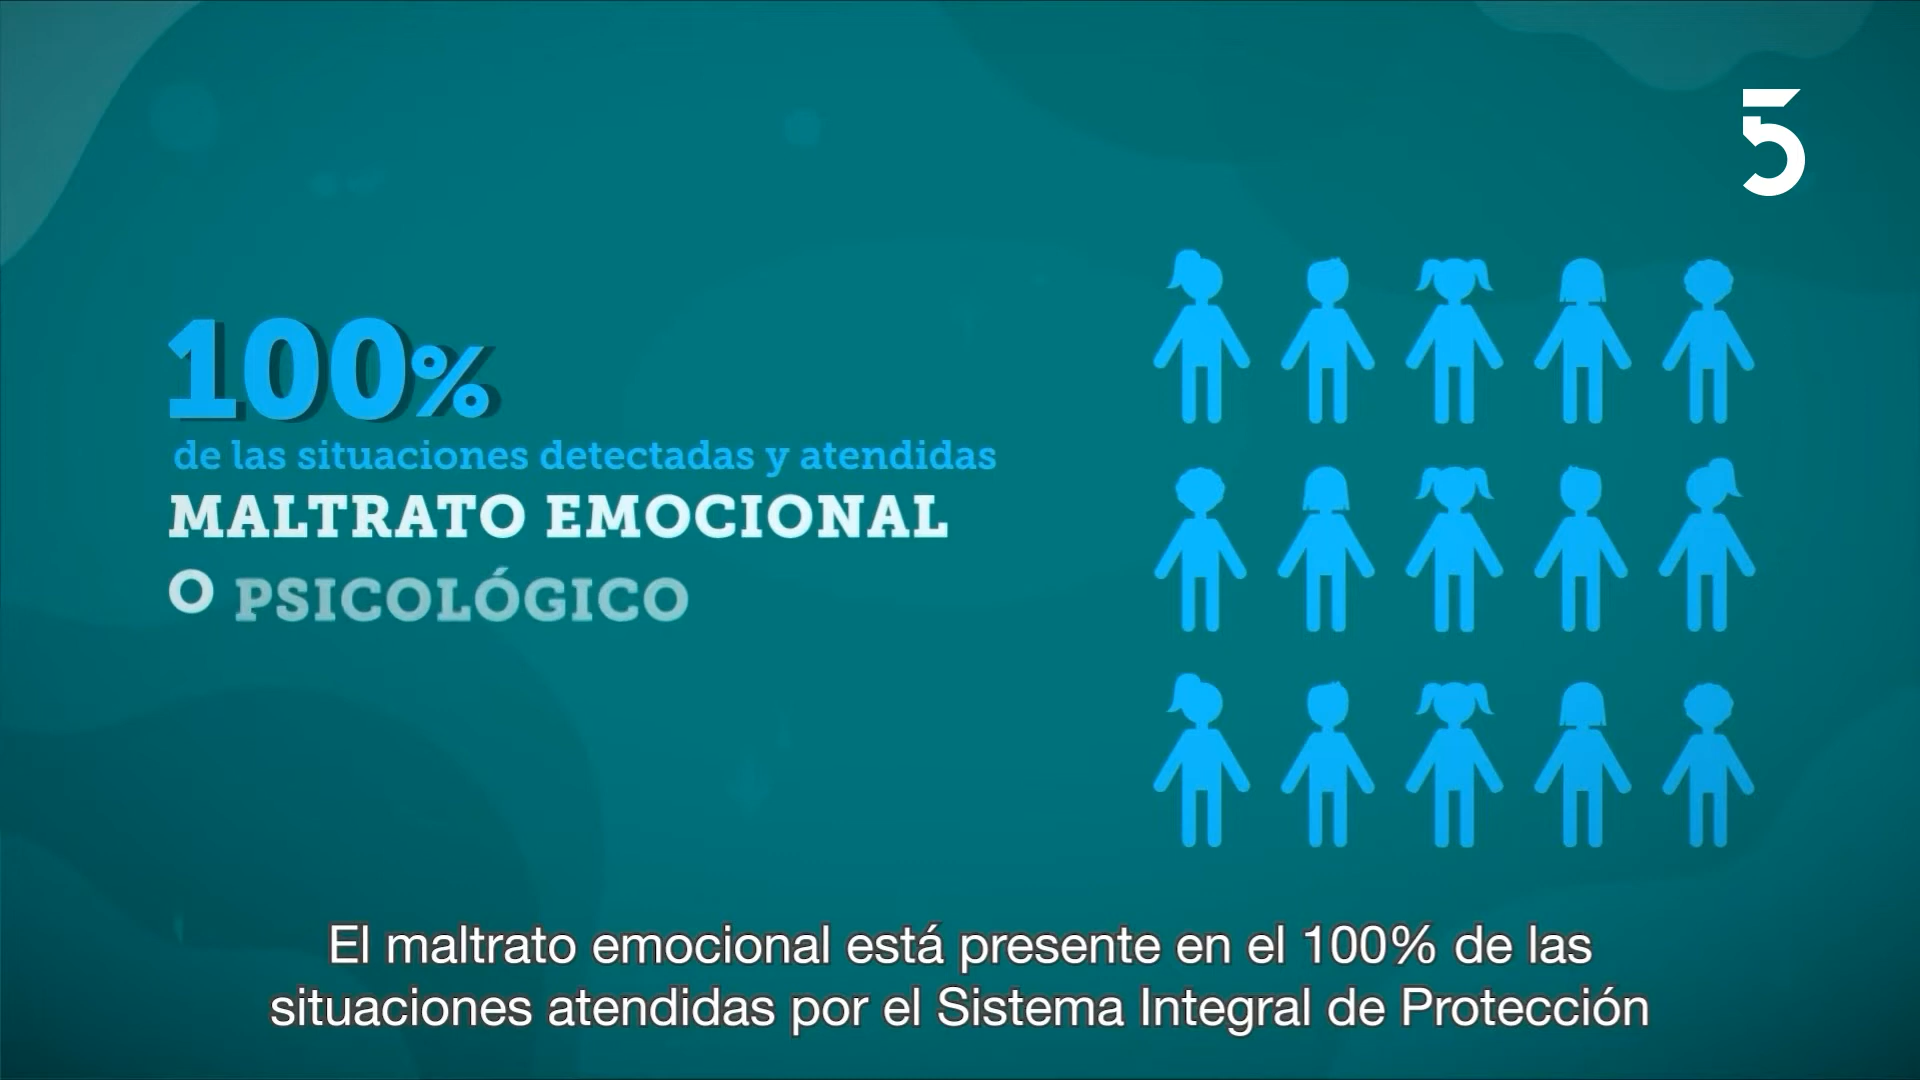 5
100%
de las situaciones detectadas y atendidas
MALTRATO EMOCIONAL
O PSICOLÓGICO
El maltrato emocional está presente en el 100% de las
situaciones atendidas por el Sistema Integral de Protección